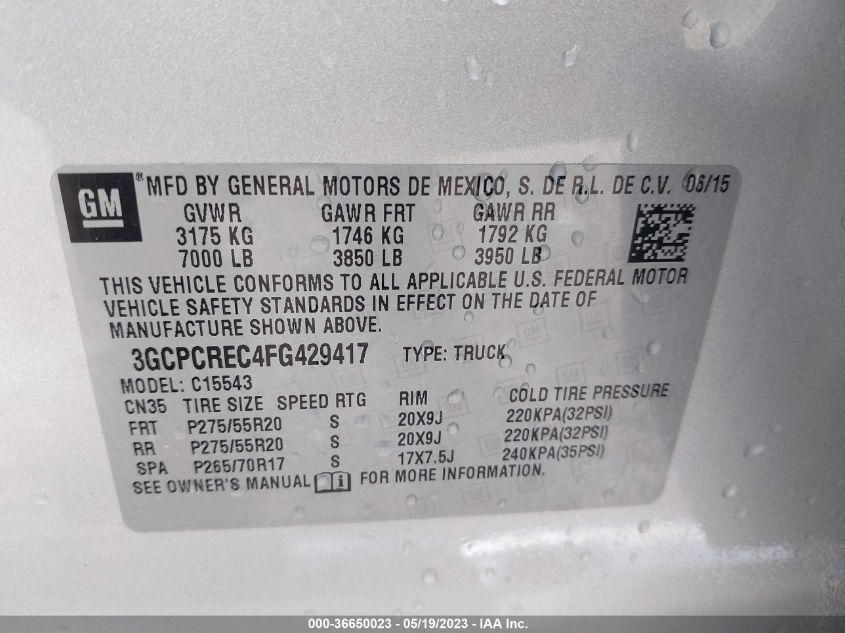 GM ® MFD BY GENERAL MOTORS DE MEXICO, S. DE R.L. DE C.V. 06/15
GVWR GAWR FRT GAWR RR
3175 KG 1746 KG 1792 KG
7000 LB 3850 LB 3950 LB
THIS VEHICLE CONFORMS TO ALL APPLICABLE U.S. FEDERAL MOTOR
VEHICLE SAFETY STANDARDS IN EFFECT ON THE DATE OF
MANUFACTURE SHOWN ABOVE.
3GCPCREC4FG429417 TYPE: TRUCK
MODEL: C15543
CN35 TIRE SIZE SPEED RTG RIM COLD TIRE PRESSURE
FRT P275/55R20 S 20X9J 220KPA(32PSI)
RR P275/55R20 S 20X9J 220KPA(32PSI)
SPA P265/70R17 S 17X7.5J 240KPA(35PSI)
SEE OWNER'S MANUAL FOR MORE INFORMATION.
000-36650023 - 05/19/2023 - IAA Inc.